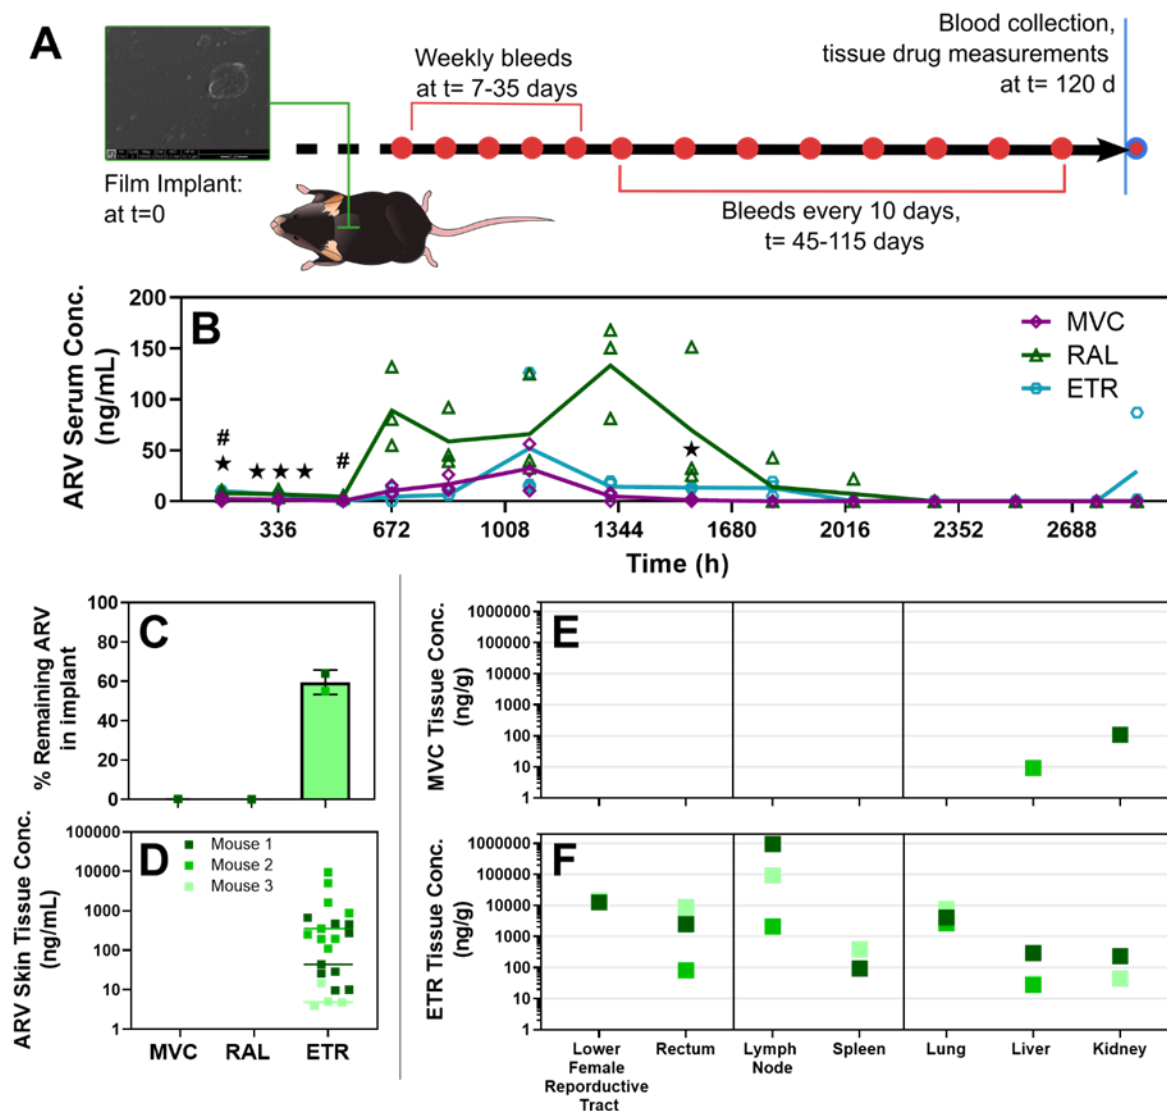 A
Weekly bleeds
at t= 7-35 days
Blood collection,
tissue drug measurements
at t= 120 d
Film Implant:
at t=0
Bleeds every 10 days,
t= 45-115 days
B
ARV Serum Conc.
(ng/mL)
200
150
100
50
0
#
★
★★★
#
★
MVC
RAL
ETR
336
672
1008
1344
1680
2016
2352
2688
Time (h)
C
% Remaining ARV
in implant
100
80
60
40
20
0
D
ARV Skin Tissue Conc.
(ng/mL)
100000
10000
1000
100
10
1
Mouse 1
Mouse 2
Mouse 3
MVC
RAL
ETR
E
MVC Tissue Conc.
(ng/g)
1000000
100000
10000
1000
100
10
1
F
ETR Tissue Conc.
(ng/g)
1000000
100000
10000
1000
100
10
1
Lower
Female
Reporductive
Tract
Rectum
Lymph
Node
Spleen
Lung
Liver
Kidney